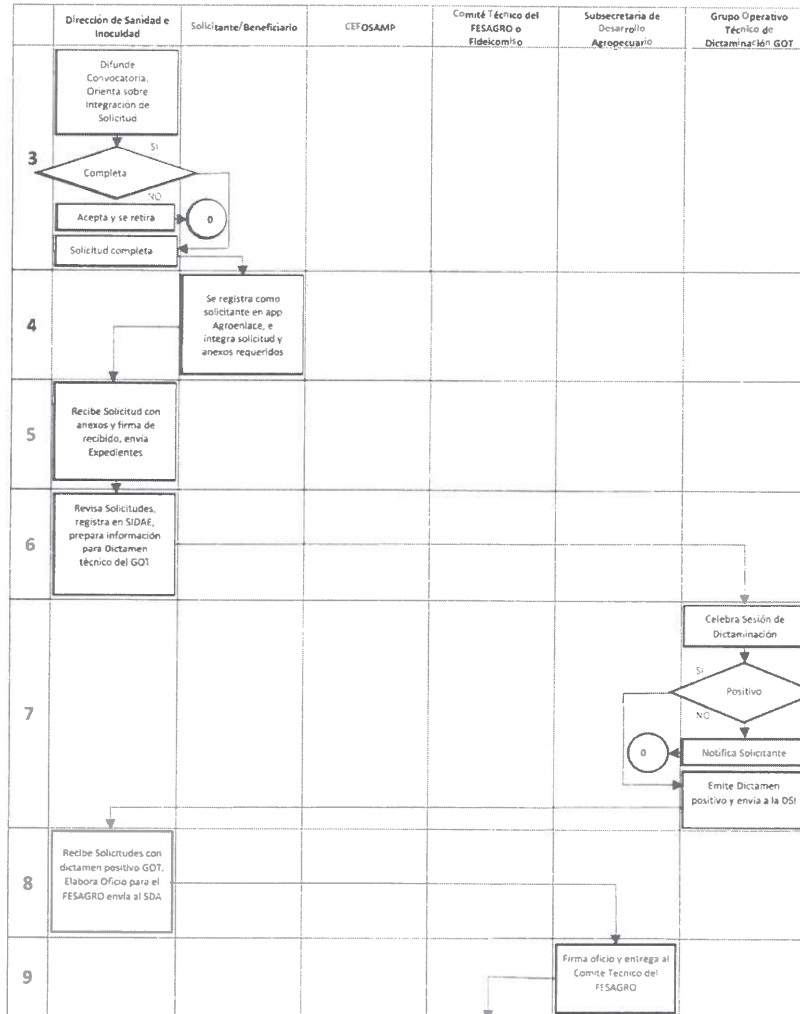 Dirección de Sanidad e
Inocuidad
Solicitante/Beneficiario
CEFOSAMP
Comité Técnico del
FESAGRO o
Fideicomiso
Subsecretaria de
Desarrollo
Agropecuario
Grupo Operativo
Técnico de
Dictaminación GOT
3
Difunde
Convocatoria,
Orienta sobre
Integración de
Solicitud
SI
Completa
NO
Acepta y se retira
0
Solicitud completa
4
Se registra como
solicitante en app
Agroenlace, e
integra solicitud y
anexos requeridos
5
Recibe Solicitud con
anexos y firma de
recibido, envía
Expedientes
6
Revisa Solicitudes,
registra en SIDAE,
prepara información
para Dictamen
técnico del GOT
7
Celebra Sesión de
Dictaminación
SI
Positivo
NO
0
Notifica Solicitante
Emite Dictamen
positivo y envía a la DSI
8
Recibe Solicitudes con
dictamen positivo GOT.
Elabora Oficio para el
FESAGRO envía al SDA
9
Firma oficio y entrega al
Comité Tecnico del
FESAGRO